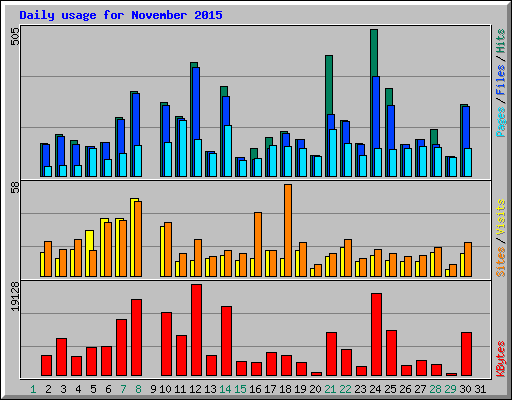 Daily usage for November 2015
505
Pages / Files / Hits
58
Sites / Visits
19128
KBytes
1 2 3 4 5 6 7 8 9 10 11 12 13 14 15 16 17 18 19 20 21 22 23 24 25 26 27 28 29 30 31